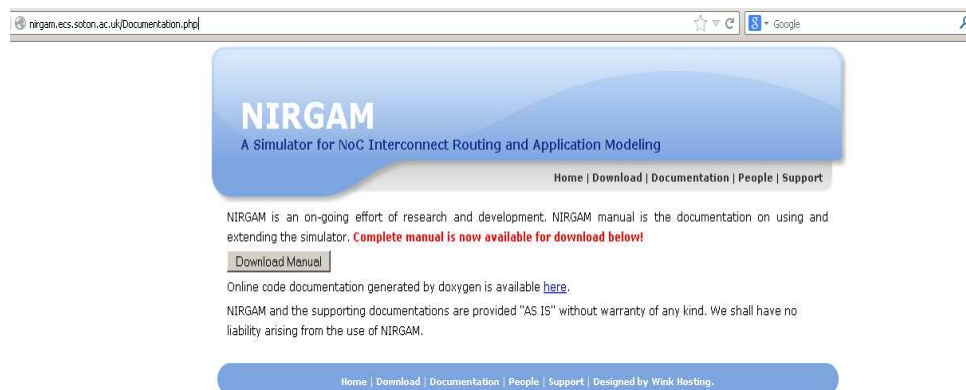 nirgam.ecs.soton.ac.uk/Documentation.php
Google
NIRGAM
A Simulator for NoC Interconnect Routing and Application Modeling
Home | Download | Documentation | People | Support
NIRGAM is an on-going effort of research and development. NIRGAM manual is the documentation on using and
extending the simulator. Complete manual is now available for download below!
Download Manual
Online code documentation generated by doxygen is available here.
NIRGAM and the supporting documentations are provided "AS IS" without warranty of any kind. We shall have no
liability arising from the use of NIRGAM.
Home | Download | Documentation | People | Support | Designed by Wink Hosting.